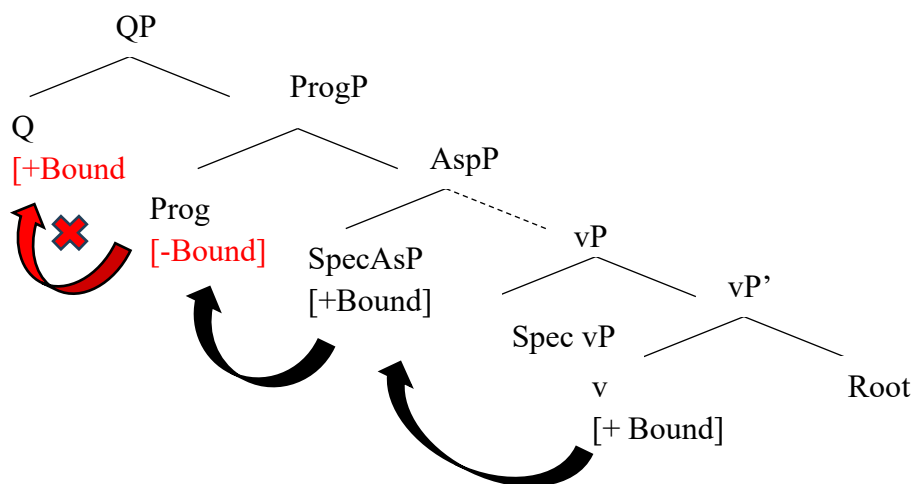 QP
ProgP
Q
[+Bound
AspP
Prog
[-Bound]
vP
SpecAsP
[+Bound]
vP’
Spec vP
Root
v
[+ Bound]